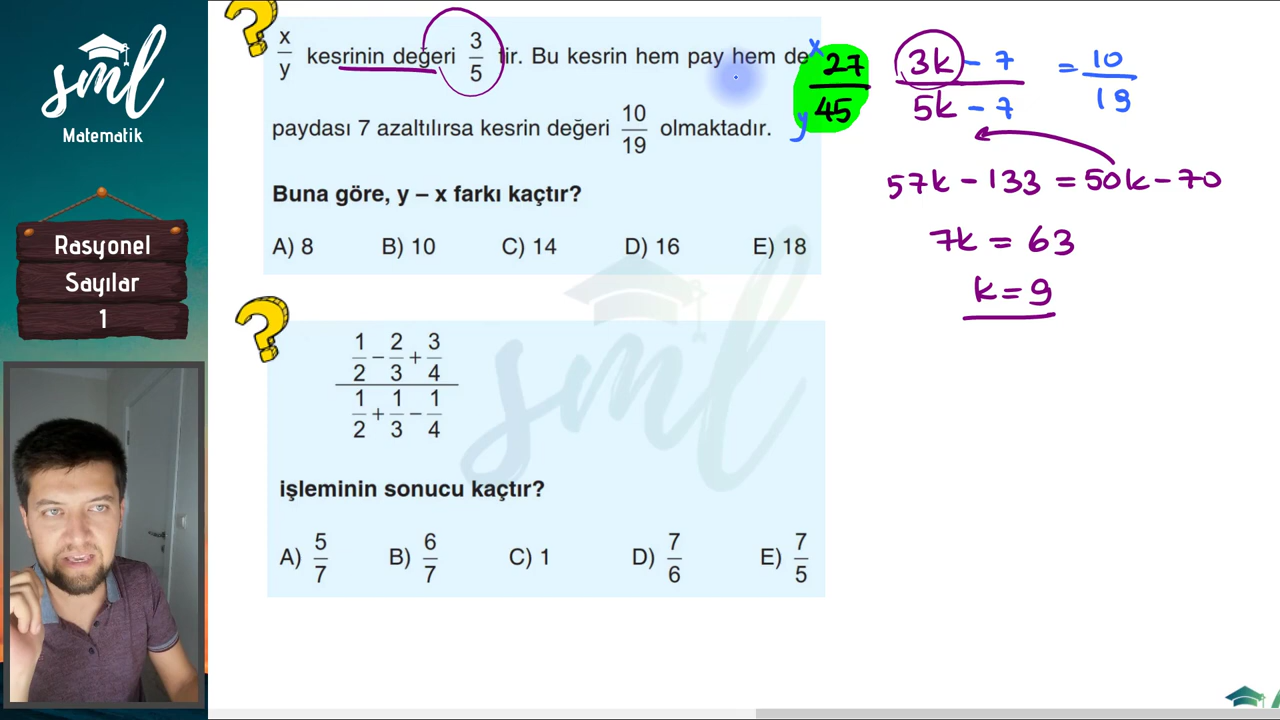 sml
Matematik
Rasyonel
Sayılar
1
?
x/y kesrinin değeri 3/5 tir. Bu kesrin hem pay hem de
paydası 7 azaltılırsa kesrin değeri 10/19 olmaktadır.
Buna göre, y – x farkı kaçtır?
A) 8 B) 10 C) 14 D) 16 E) 18
x 27
y 45
3k - 7 / 5k - 7 = 10/19
57k - 133 = 50k - 70
7k = 63
k = 9
?
1/2 – 2/3 + 3/4
1/2 + 1/3 – 1/4
işleminin sonucu kaçtır?
A) 5/7 B) 6/7 C) 1 D) 7/6 E) 7/5
sml